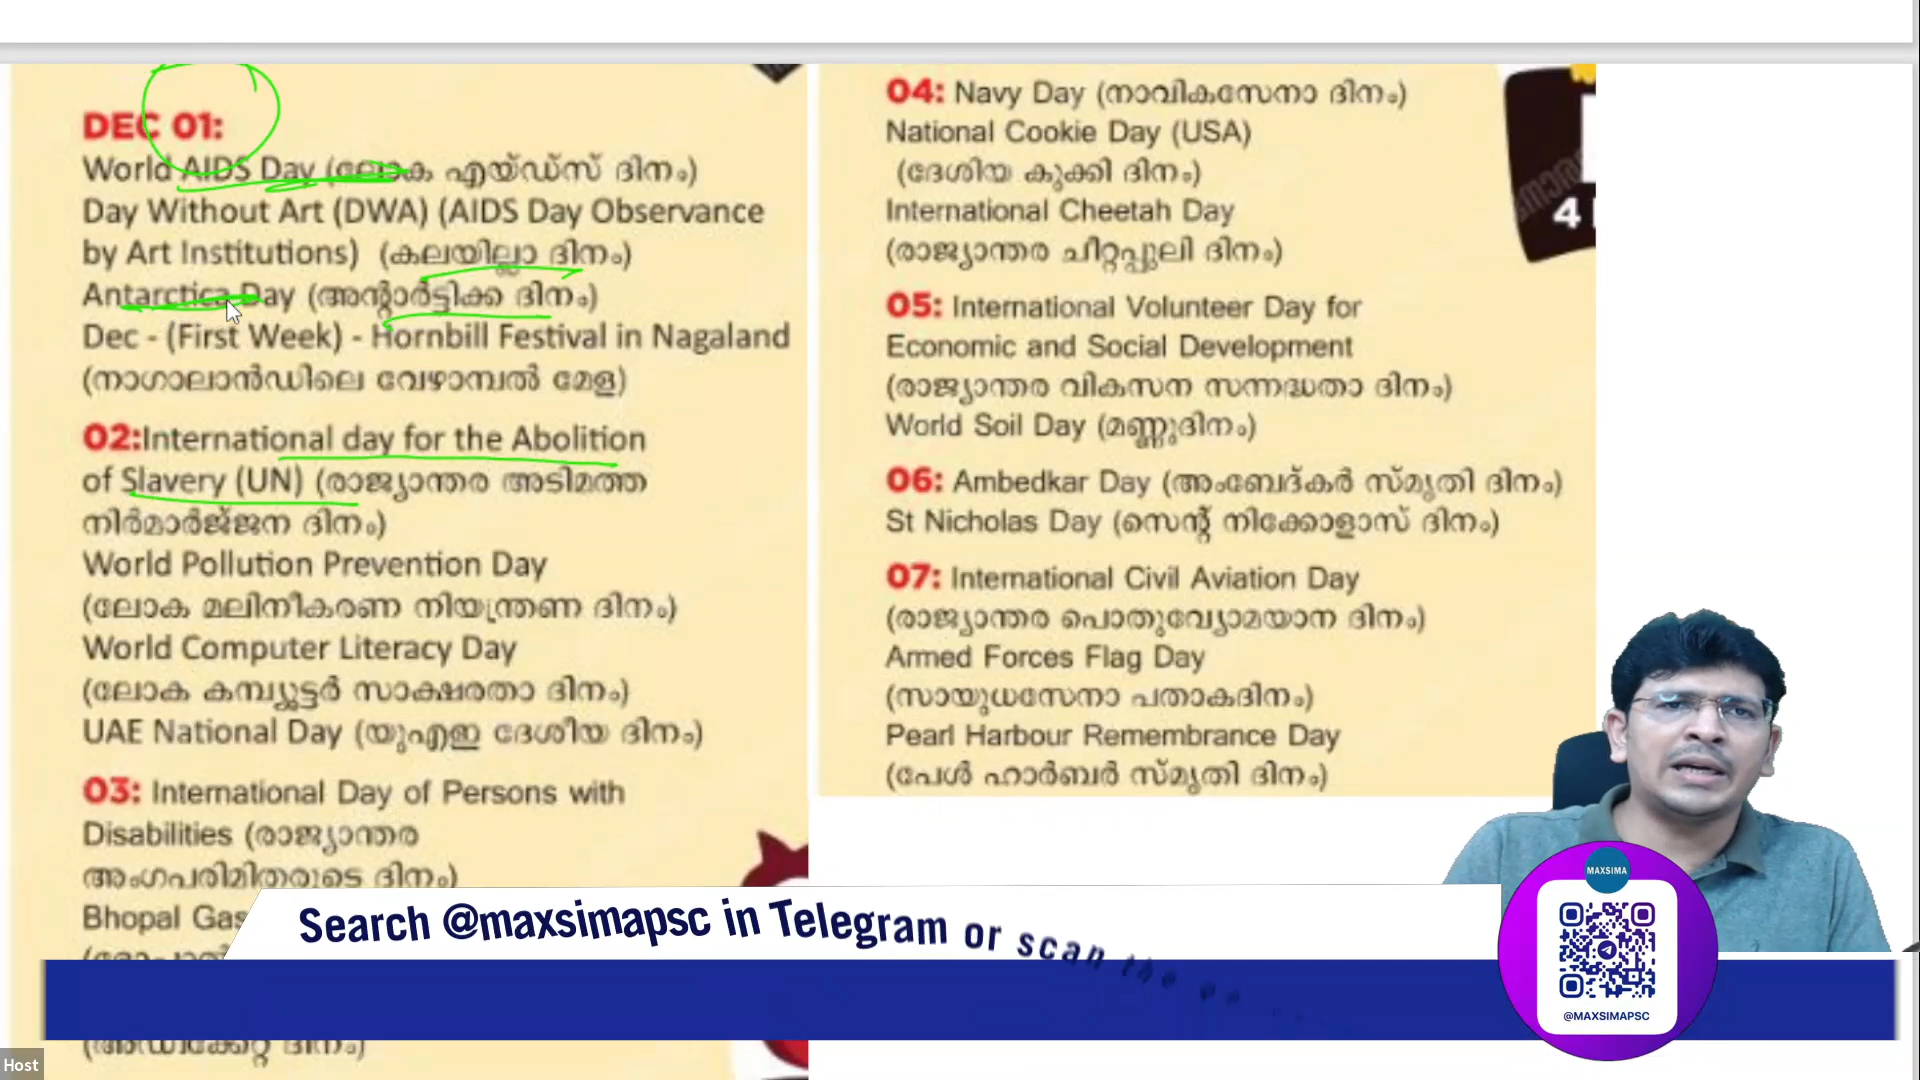 DEC 01:
World AIDS Day (ലോക എയ്ഡ്സ് ദിനം)
Day Without Art (DWA) (AIDS Day Observance
by Art Institutions) (കലയില്ലാ ദിനം)
Antarctica Day (അന്റാർട്ടിക്ക ദിനം)
Dec - (First Week) - Hornbill Festival in Nagaland
(നാഗാലാൻഡിലെ വേഴാമ്പൽ മേള)
02:International day for the Abolition
of Slavery (UN) (രാജ്യാന്തര അടിമത്ത
നിർമാർജ്ജന ദിനം)
World Pollution Prevention Day
(ലോക മലിനീകരണ നിയന്ത്രണ ദിനം)
World Computer Literacy Day
(ലോക കമ്പ്യൂട്ടർ സാക്ഷരതാ ദിനം)
UAE National Day (യുഎഇ ദേശീയ ദിനം)
03: International Day of Persons with
Disabilities (രാജ്യാന്തര
അംഗപരിമിതരുടെ ദിനം)
Bhopal Gas
04: Navy Day (നാവികസേനാ ദിനം)
National Cookie Day (USA)
(ദേശിയ കുക്കി ദിനം)
International Cheetah Day
(രാജ്യാന്തര ചീറ്റപ്പുലി ദിനം)
05: International Volunteer Day for
Economic and Social Development
(രാജ്യാന്തര വികസന സന്നദ്ധതാ ദിനം)
World Soil Day (മണ്ണുദിനം)
06: Ambedkar Day (അംബേദ്കർ സ്മൃതി ദിനം)
St Nicholas Day (സെന്റ് നിക്കോളാസ് ദിനം)
07: International Civil Aviation Day
(രാജ്യാന്തര പൊതുവ്യോമയാന ദിനം)
Armed Forces Flag Day
(സായുധസേനാ പതാകദിനം)
Pearl Harbour Remembrance Day
(പേൾ ഹാർബർ സ്മൃതി ദിനം)
4
Search @maxsimapsc in Telegram or scan the
MAXSIMA
@MAXSIMAPSC
Host